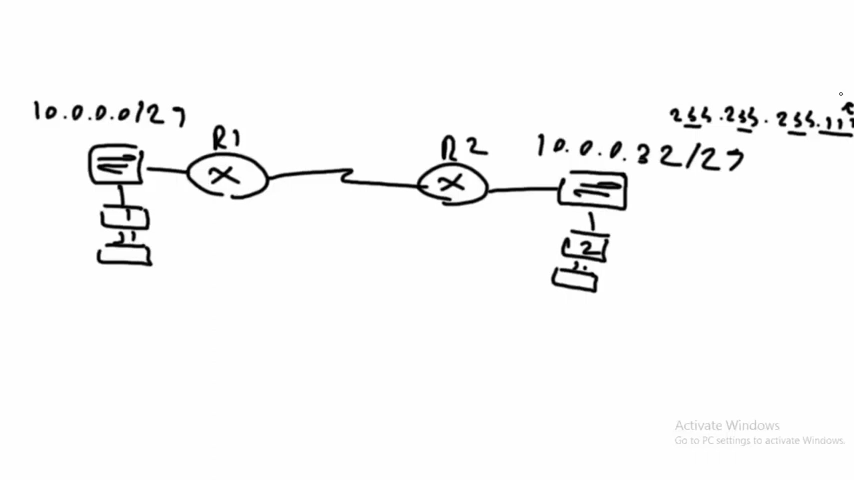 10.0.0.0/27
R1
R2
10.0.0.32/27
255.255.255.11
1
2
Activate Windows
Go to PC settings to activate Windows.